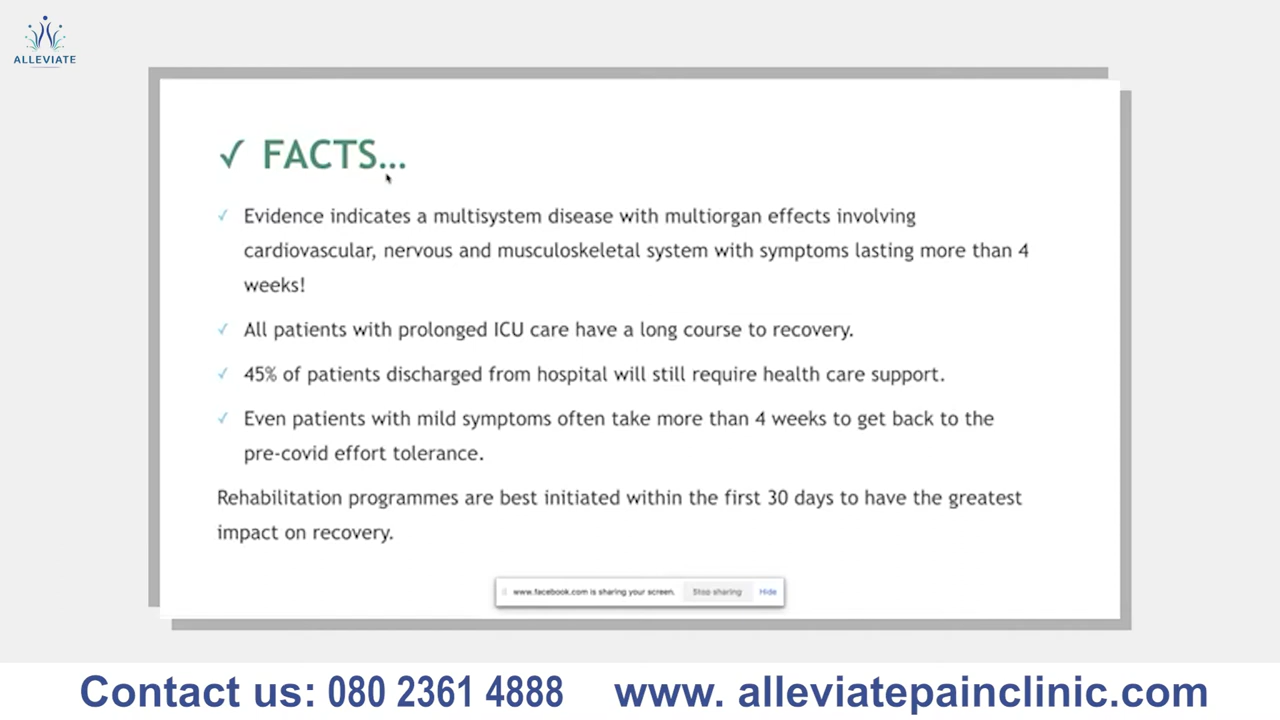 ALLEVIATE
✓ FACTS...
✓ Evidence indicates a multisystem disease with multiorgan effects involving
cardiovascular, nervous and musculoskeletal system with symptoms lasting more than 4
weeks!
✓ All patients with prolonged ICU care have a long course to recovery.
✓ 45% of patients discharged from hospital will still require health care support.
✓ Even patients with mild symptoms often take more than 4 weeks to get back to the
pre-covid effort tolerance.
Rehabilitation programmes are best initiated within the first 30 days to have the greatest
impact on recovery.
www.facebook.com is sharing your screen. Stop sharing Hide
Contact us: 080 2361 4888 www. alleviatepainclinic.com